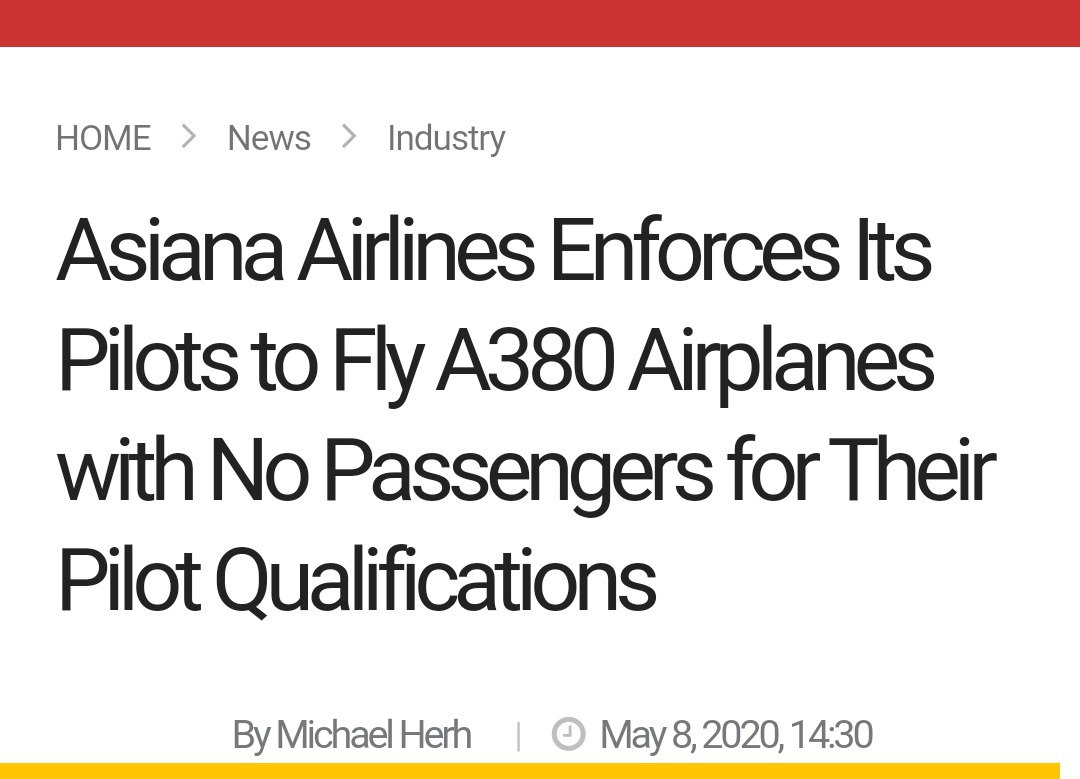 HOME > News > Industry
Asiana Airlines Enforces Its
Pilots to Fly A380 Airplanes
with No Passengers for Their
Pilot Qualifications
By Michael Herh | May 8, 2020, 14:30